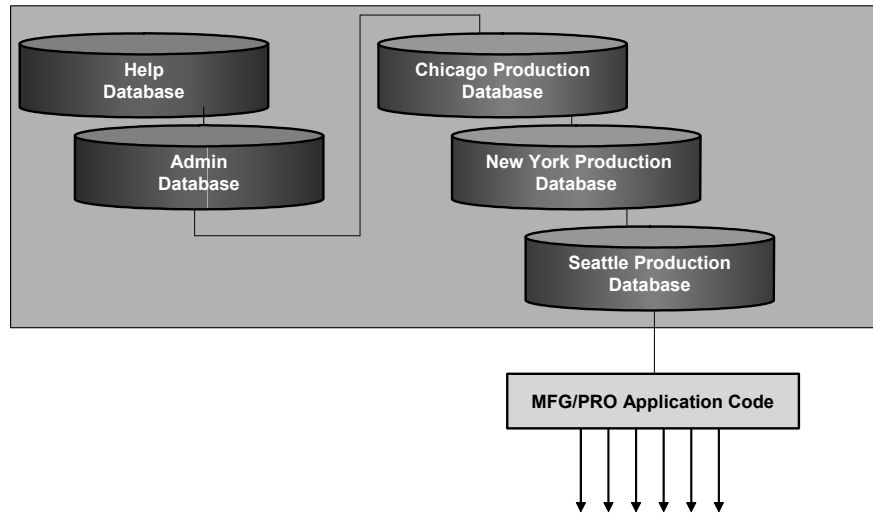 Help
Database
Admin
Database
Chicago Production
Database
New York Production
Database
Seattle Production
Database
MFG/PRO Application Code